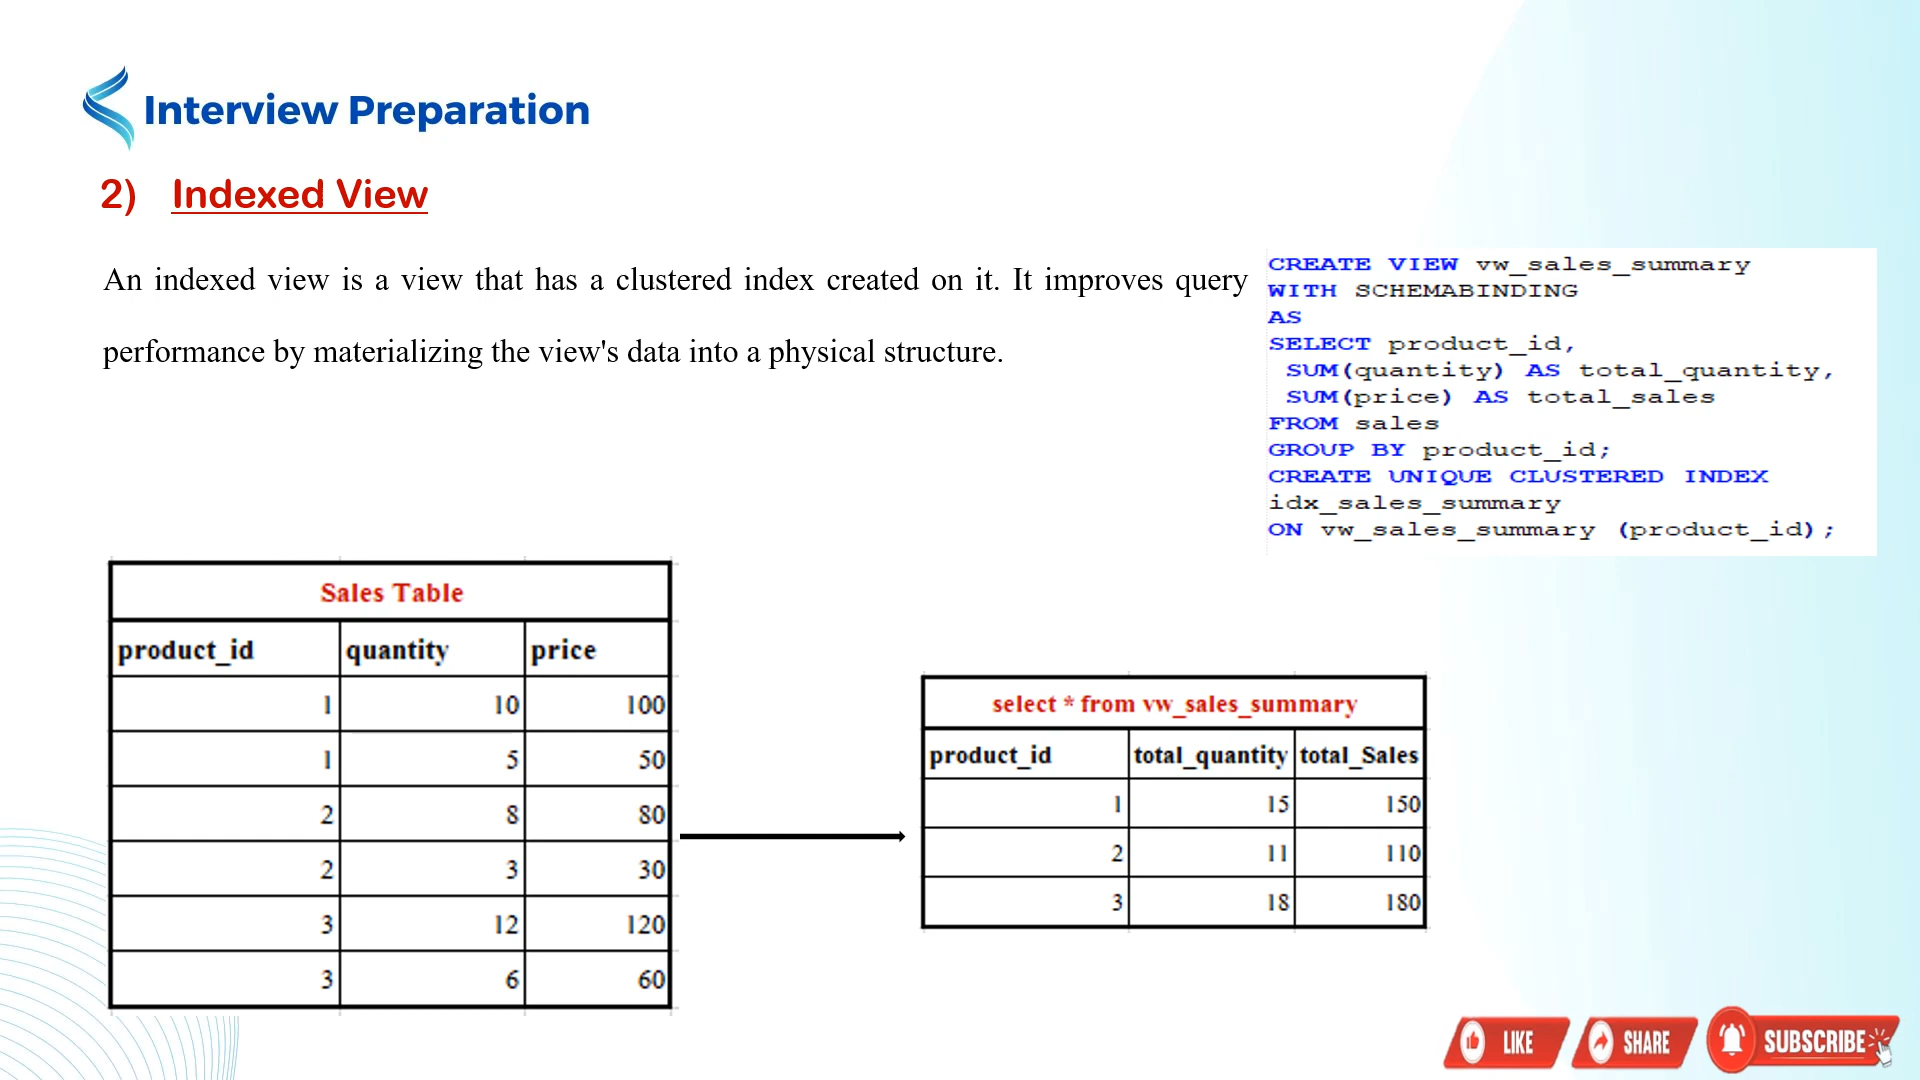 Interview Preparation
2) Indexed View
An indexed view is a view that has a clustered index created on it. It improves query
performance by materializing the view's data into a physical structure.
CREATE VIEW vw_sales_summary
WITH SCHEMABINDING
AS
SELECT product_id,
SUM(quantity) AS total_quantity,
SUM(price) AS total_sales
FROM sales
GROUP BY product_id;
CREATE UNIQUE CLUSTERED INDEX
idx_sales_summary
ON vw_sales_summary (product_id);
Sales Table
product_id quantity price
1 10 100
1 5 50
2 8 80
2 3 30
3 12 120
3 6 60
select * from vw_sales_summary
product_id total_quantity total_Sales
1 15 150
2 11 110
3 18 180
LIKE SHARE SUBSCRIBE